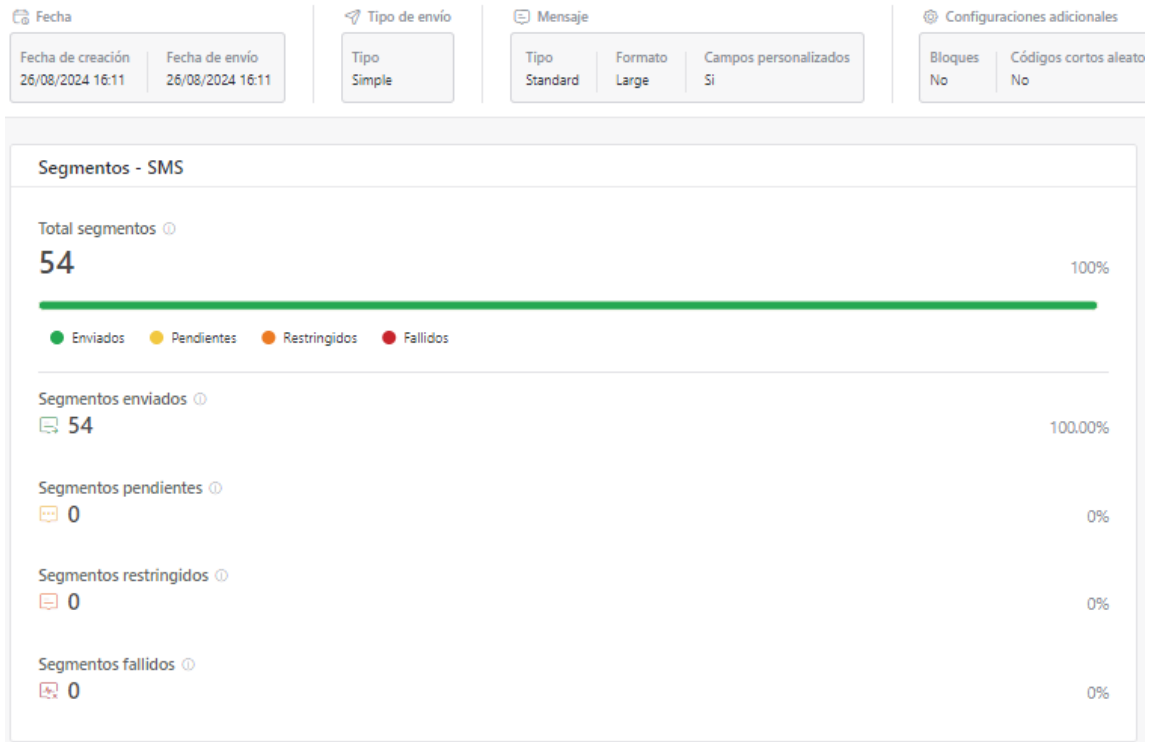 Fecha
Tipo de envío
Mensaje
Configuraciones adicionales
Fecha de creación
Fecha de envío
Tipo
Tipo
Formato
Campos personalizados
Bloques
Códigos cortos aleato
26/08/2024 16:11
26/08/2024 16:11
Simple
Standard
Large
Si
No
No
Segmentos - SMS
Total segmentos
54
100%
Enviados
Pendientes
Restringidos
Fallidos
Segmentos enviados
54
100.00%
Segmentos pendientes
0
0%
Segmentos restringidos
0
0%
Segmentos fallidos
0
0%